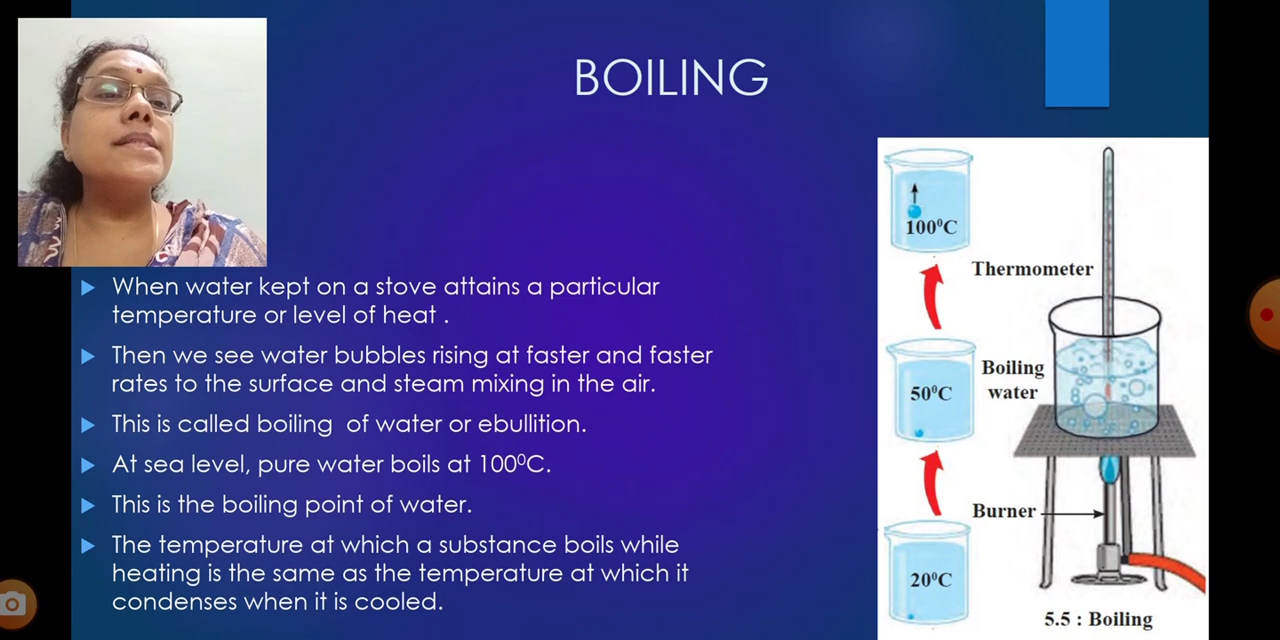 BOILING
When water kept on a stove attains a particular
temperature or level of heat .
Then we see water bubbles rising at faster and faster
rates to the surface and steam mixing in the air.
This is called boiling  of water or ebullition.
At sea level, pure water boils at 100⁰C.
This is the boiling point of water.
The temperature at which a substance boils while
heating is the same as the temperature at which it
condenses when it is cooled.
100⁰C
Thermometer
50⁰C
Boiling
water
Burner
20⁰C
5.5 : Boiling